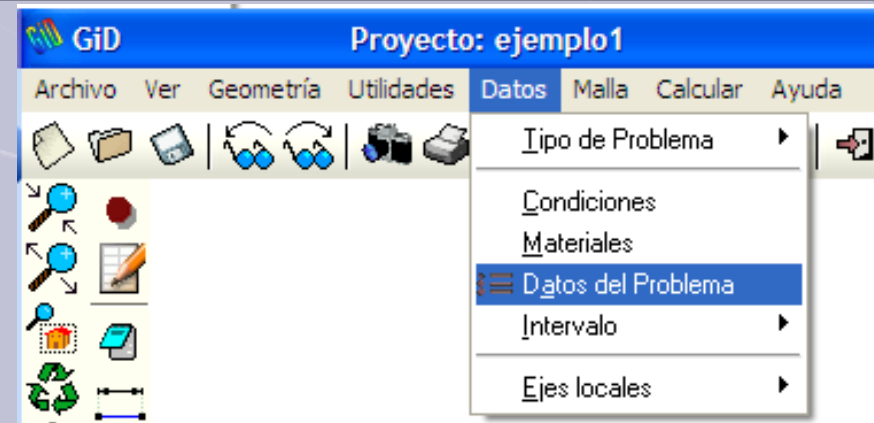 GiD Proyecto: ejemplo1
Archivo Ver Geometría Utilidades Datos Malla Calcular Ayuda
Tipo de Problema
Condiciones
Materiales
Datos del Problema
Intervalo
Ejes locales